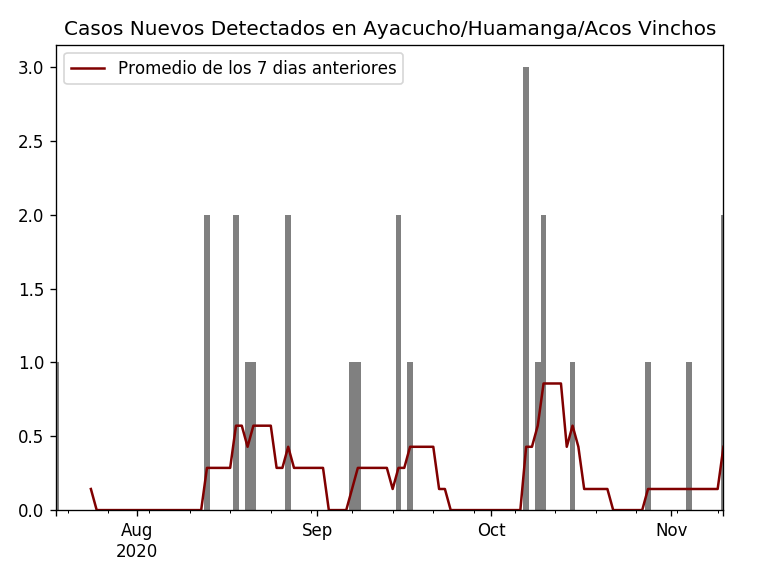 Casos Nuevos Detectados en Ayacucho/Huamanga/Acos Vinchos
Promedio de los 7 dias anteriores
3.0
2.5
2.0
1.5
1.0
0.5
0.0
Aug Sep Oct Nov
2020